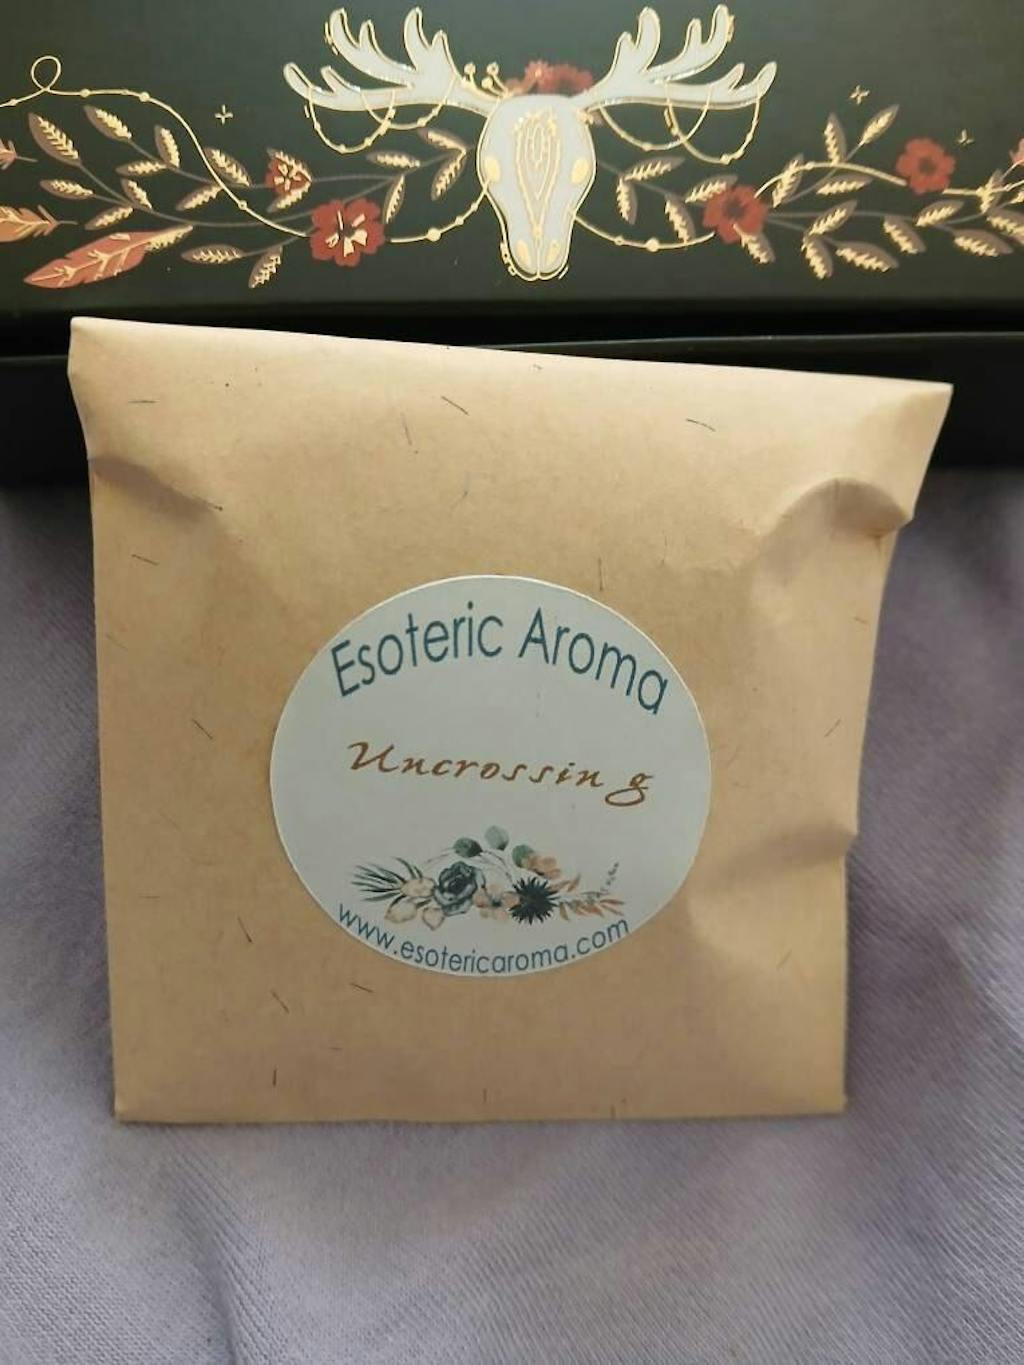 Esoteric Aroma
Uncrossing
www.esotericaroma.com